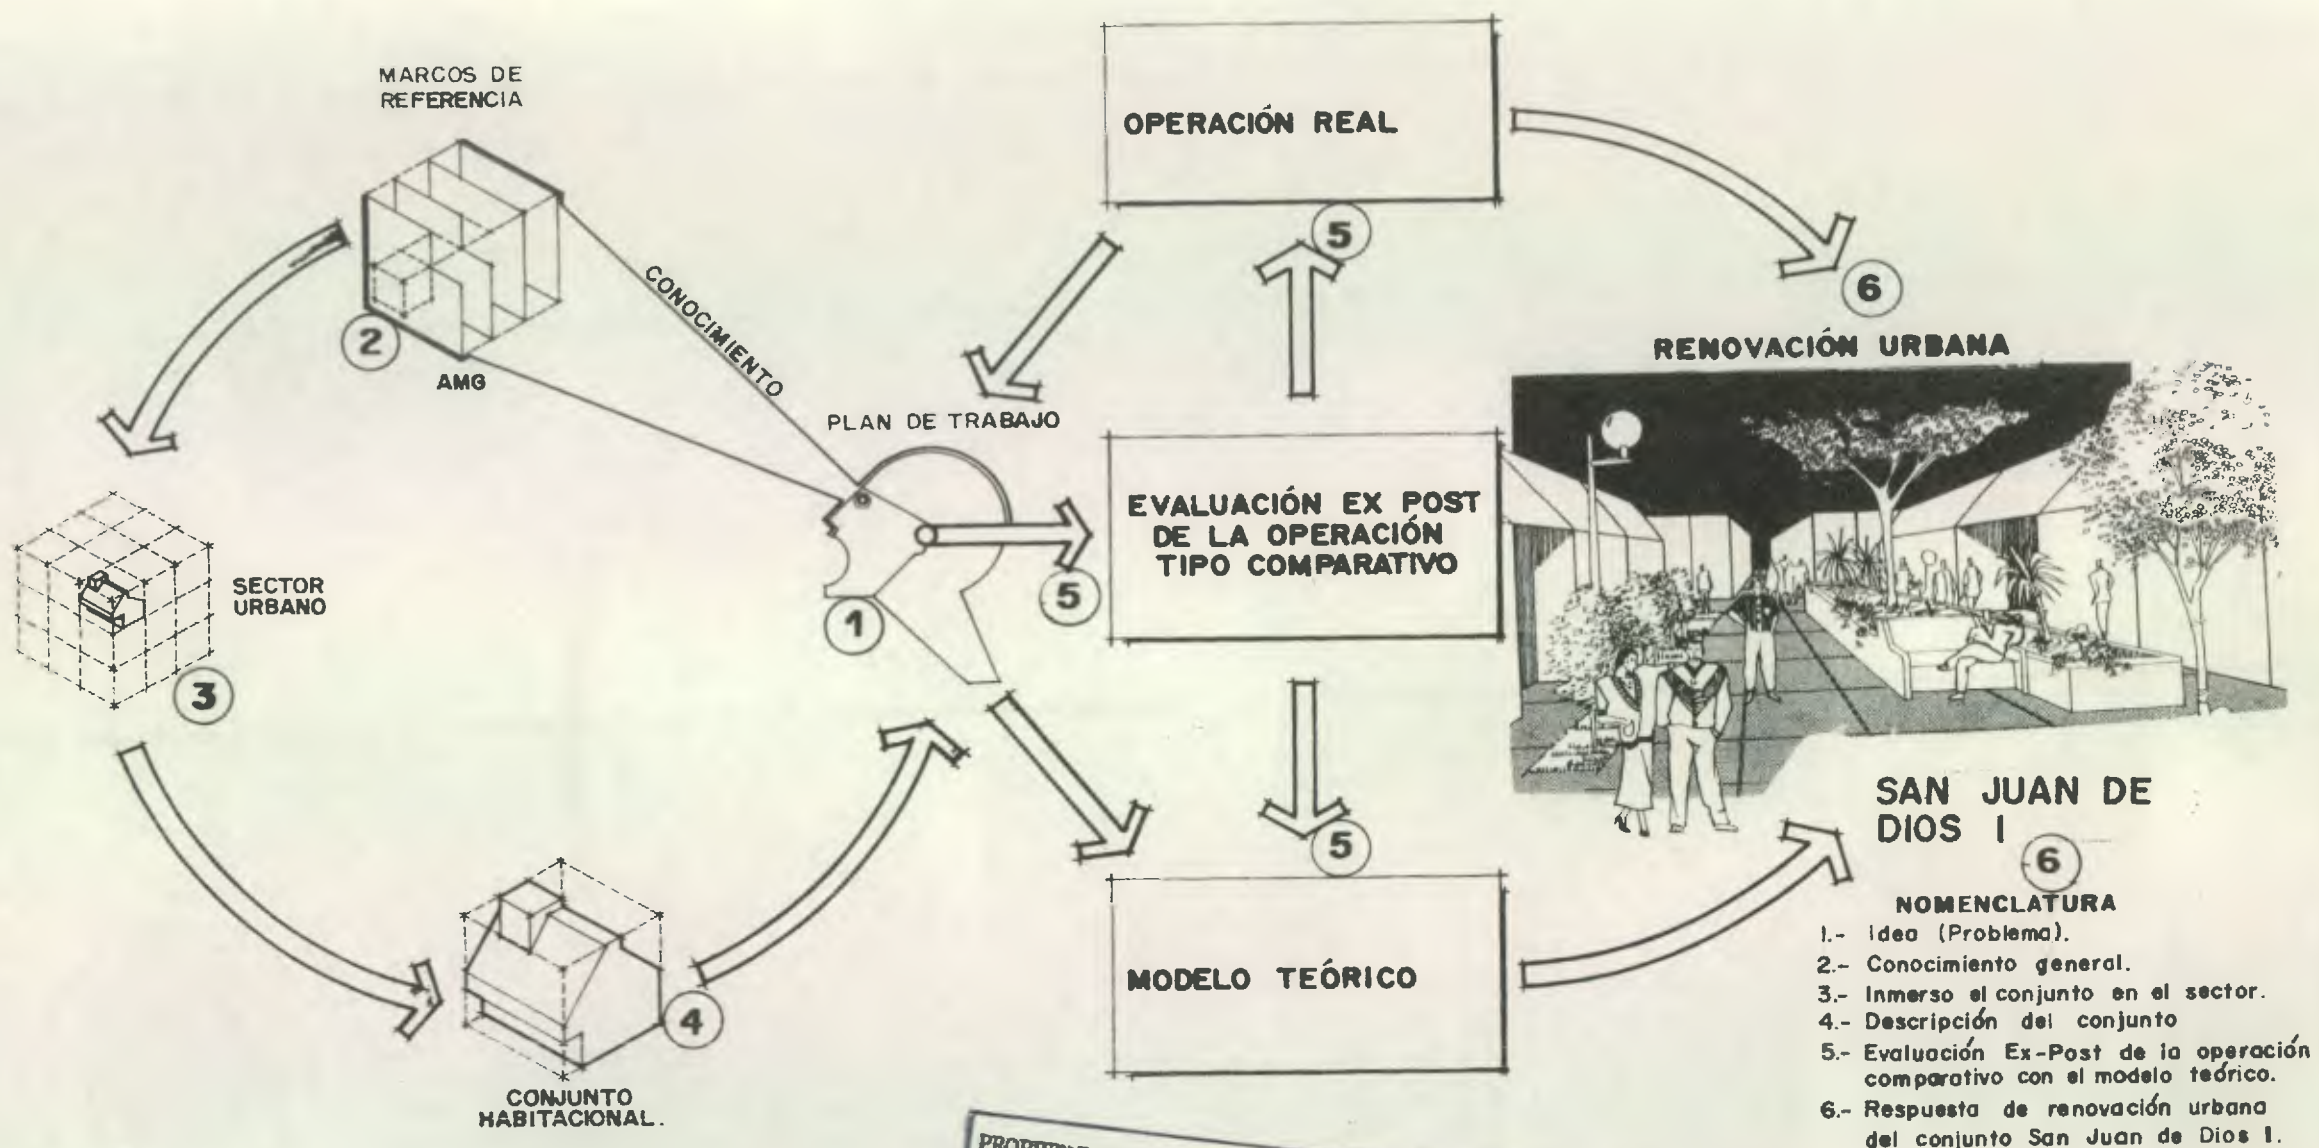 MARCOS DE
REFERENCIA
2
AMG
CONOCIMIENTO
SECTOR
URBANO
3
CONJUNTO
HABITACIONAL.
4
PLAN DE TRABAJO
1
5
OPERACIÓN REAL
5
EVALUACIÓN EX POST
DE LA OPERACIÓN
TIPO COMPARATIVO
5
MODELO TEÓRICO
6
RENOVACIÓN URBANA
SAN JUAN DE
DIOS I
6
NOMENCLATURA
1.- Idea (Problema).
2.- Conocimiento general.
3.- Inmerso el conjunto en el sector.
4.- Descripción del conjunto
5.- Evaluación Ex-Post de la operación
comparativo con el modelo teórico.
6.- Respuesta de renovación urbana
del conjunto San Juan de Dios I.